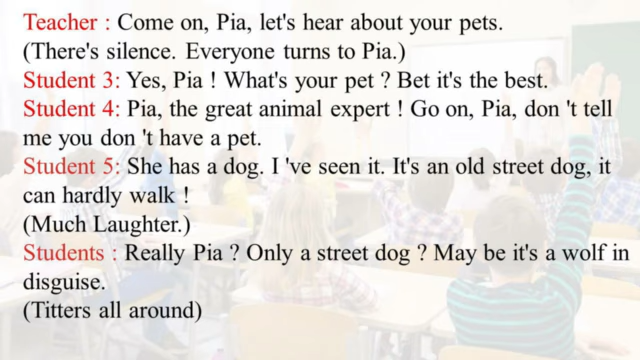 Teacher : Come on, Pia, let's hear about your pets.
(There's silence. Everyone turns to Pia.)
Student 3: Yes, Pia ! What's your pet ? Bet it's the best.
Student 4: Pia, the great animal expert ! Go on, Pia, don 't tell
me you don 't have a pet.
Student 5: She has a dog. I 've seen it. It's an old street dog, it
can hardly walk !
(Much Laughter.)
Students : Really Pia ? Only a street dog ? May be it's a wolf in
disguise.
(Titters all around)